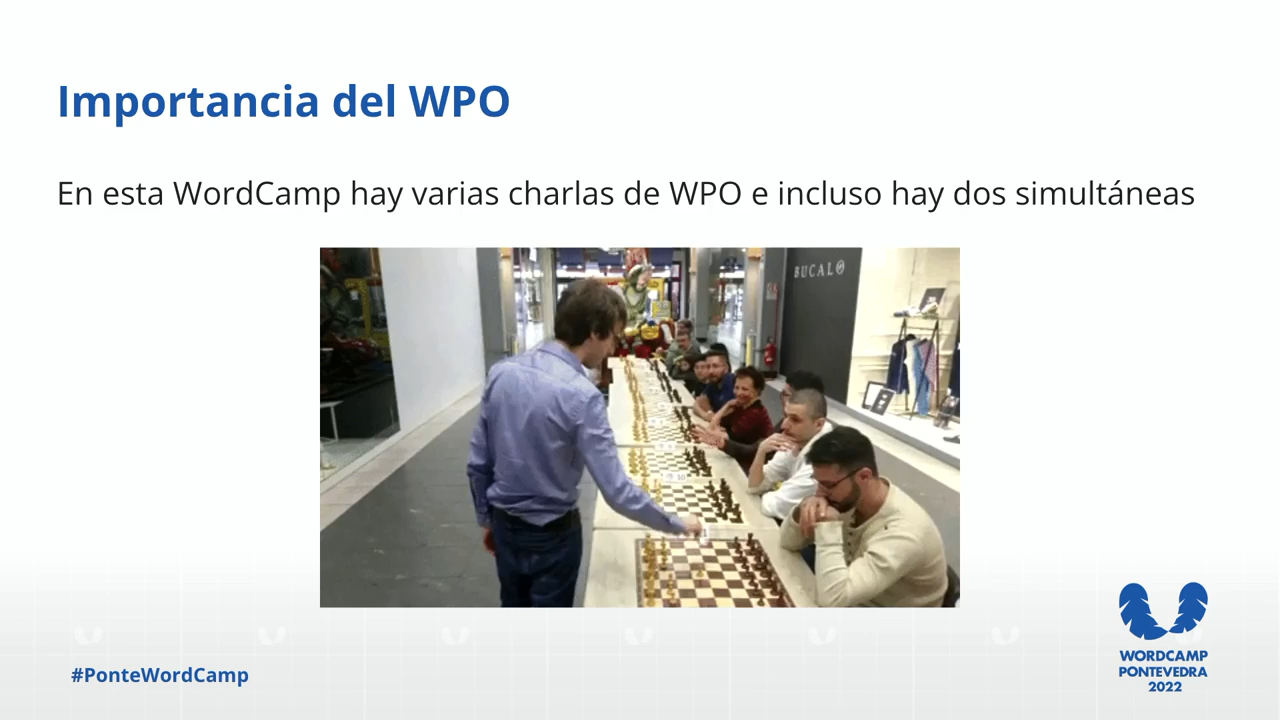 Importancia del WPO
En esta WordCamp hay varias charlas de WPO e incluso hay dos simultáneas
BUCALO
#PonteWordCamp
WORDCAMP
PONTEVEDRA
2022